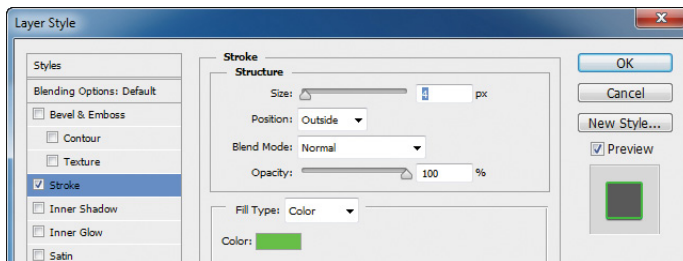 Layer Style
Styles
Blending Options: Default
Bevel & Emboss
Contour
Texture
Stroke
Inner Shadow
Inner Glow
Satin
Stroke
Structure
Size: 4 px
Position: Outside
Blend Mode: Normal
Opacity: 100 %
Fill Type: Color
Color:
OK
Cancel
New Style...
Preview